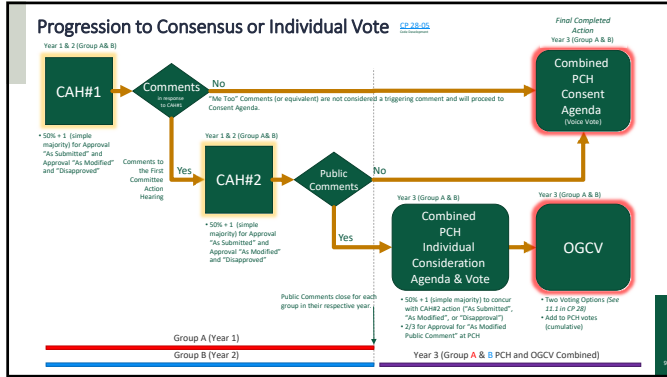 Progression to Consensus or Individual Vote
CP 28-05
Code Development
Final Completed
Action
Year 3 (Group A & B)
Combined
PCH
Consent
Agenda
(Voice Vote)
Year 1 & 2 (Group A& B)
CAH#1
• 50% + 1 (simple
majority) for Approval
"As Submitted" and
Approval "As Modified"
and "Disapproved"
Comments
in response
to CAH#1
No
"Me Too" Comments (or equivalent) are not considered a triggering comment and will proceed to
Consent Agenda.
Comments to
the First
Committee
Action
Hearing
Yes
Year 1 & 2 (Group A& B)
CAH#2
• 50% + 1 (simple
majority) for Approval
"As Submitted" and
Approval "As Modified"
and "Disapproved"
Public
Comments
No
Yes
Year 3 (Group A & B)
Combined
PCH
Individual
Consideration
Agenda & Vote
• 50% + 1 (simple majority) to concur
with CAH#2 action ("As Submitted",
"As Modified", or "Disapproval")
• 2/3 for Approval for "As Modified
Public Comment" at PCH
Year 3 (Group A & B)
OGCV
• Two Voting Options (See
11.1 in CP 28)
• Add to PCH votes
(cumulative)
Public Comments close for each
group in their respective year.
Group A (Year 1)
Group B (Year 2)
Year 3 (Group A & B PCH and OGCV Combined)